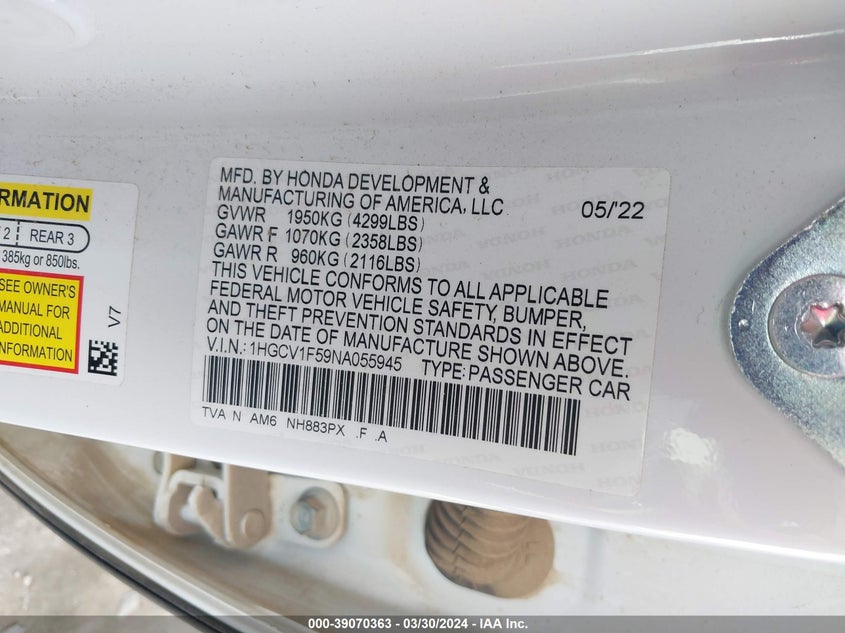 RMATION
2 | REAR 3
385kg or 850lbs.
SEE OWNER'S
MANUAL FOR
ADDITIONAL
INFORMATION
V7
MFD. BY HONDA DEVELOPMENT &
MANUFACTURING OF AMERICA, LLC 05/'22
GVWR 1950KG (4299LBS)
GAWR F 1070KG (2358LBS)
GAWR R 960KG (2116LBS)
THIS VEHICLE CONFORMS TO ALL APPLICABLE
FEDERAL MOTOR VEHICLE SAFETY, BUMPER,
AND THEFT PREVENTION STANDARDS IN EFFECT
ON THE DATE OF MANUFACTURE SHOWN ABOVE.
V.I.N.: 1HGCV1F59NA055945 TYPE: PASSENGER CAR
TVA N AM6 NH883PX .F .A
HONDA
000-39070363 - 03/30/2024 - IAA Inc.